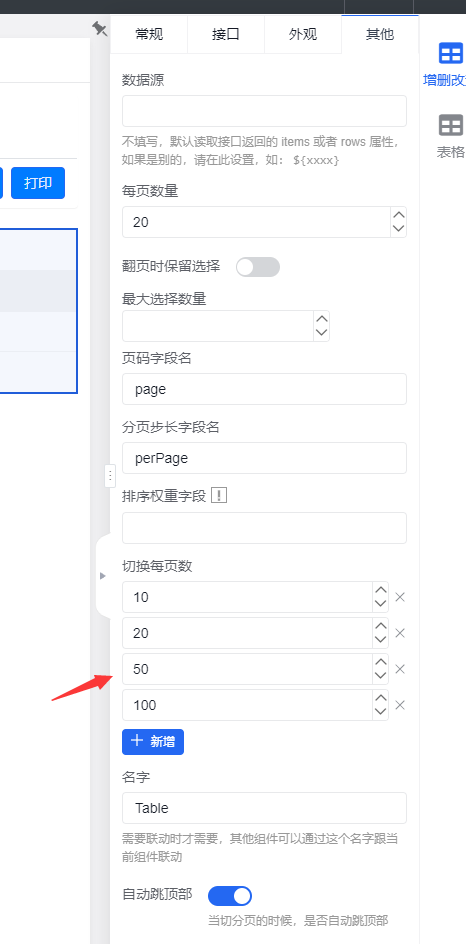 常规 接口 外观 其他
数据源
增删改
不填写，默认读取接口返回的 items 或者 rows 属性，
如果是别的，请在此设置，如: ${xxxx}
表格
打印
每页数量
20
翻页时保留选择
最大选择数量
页码字段名
page
分页步长字段名
perPage
排序权重字段
切换每页数
10
20
50
100
新增
名字
Table
需要联动时才需要，其他组件可以通过这个名字跟当
前组件联动
自动跳顶部
当切分页的时候，是否自动跳顶部